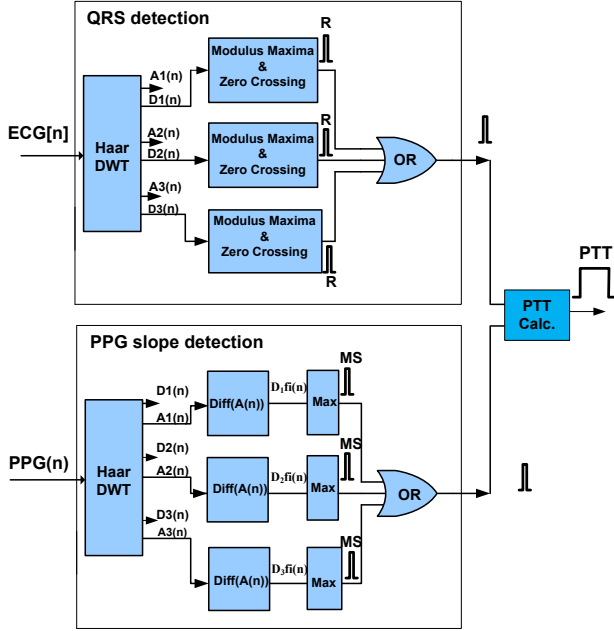 QRS detection
ECG[n]
Haar
DWT
A1(n)
D1(n)
A2(n)
D2(n)
A3(n)
D3(n)
Modulus Maxima
&
Zero Crossing
R
Modulus Maxima
&
Zero Crossing
R
Modulus Maxima
&
Zero Crossing
R
OR
PTT
Calc.
PTT
PPG slope detection
PPG(n)
Haar
DWT
D1(n)
A1(n)
D2(n)
A2(n)
D3(n)
A3(n)
Diff(A(n))
D₁fi(n)
Max
MS
Diff(A(n))
D₂fi(n)
Max
MS
Diff(A(n))
D₃fi(n)
Max
MS
OR